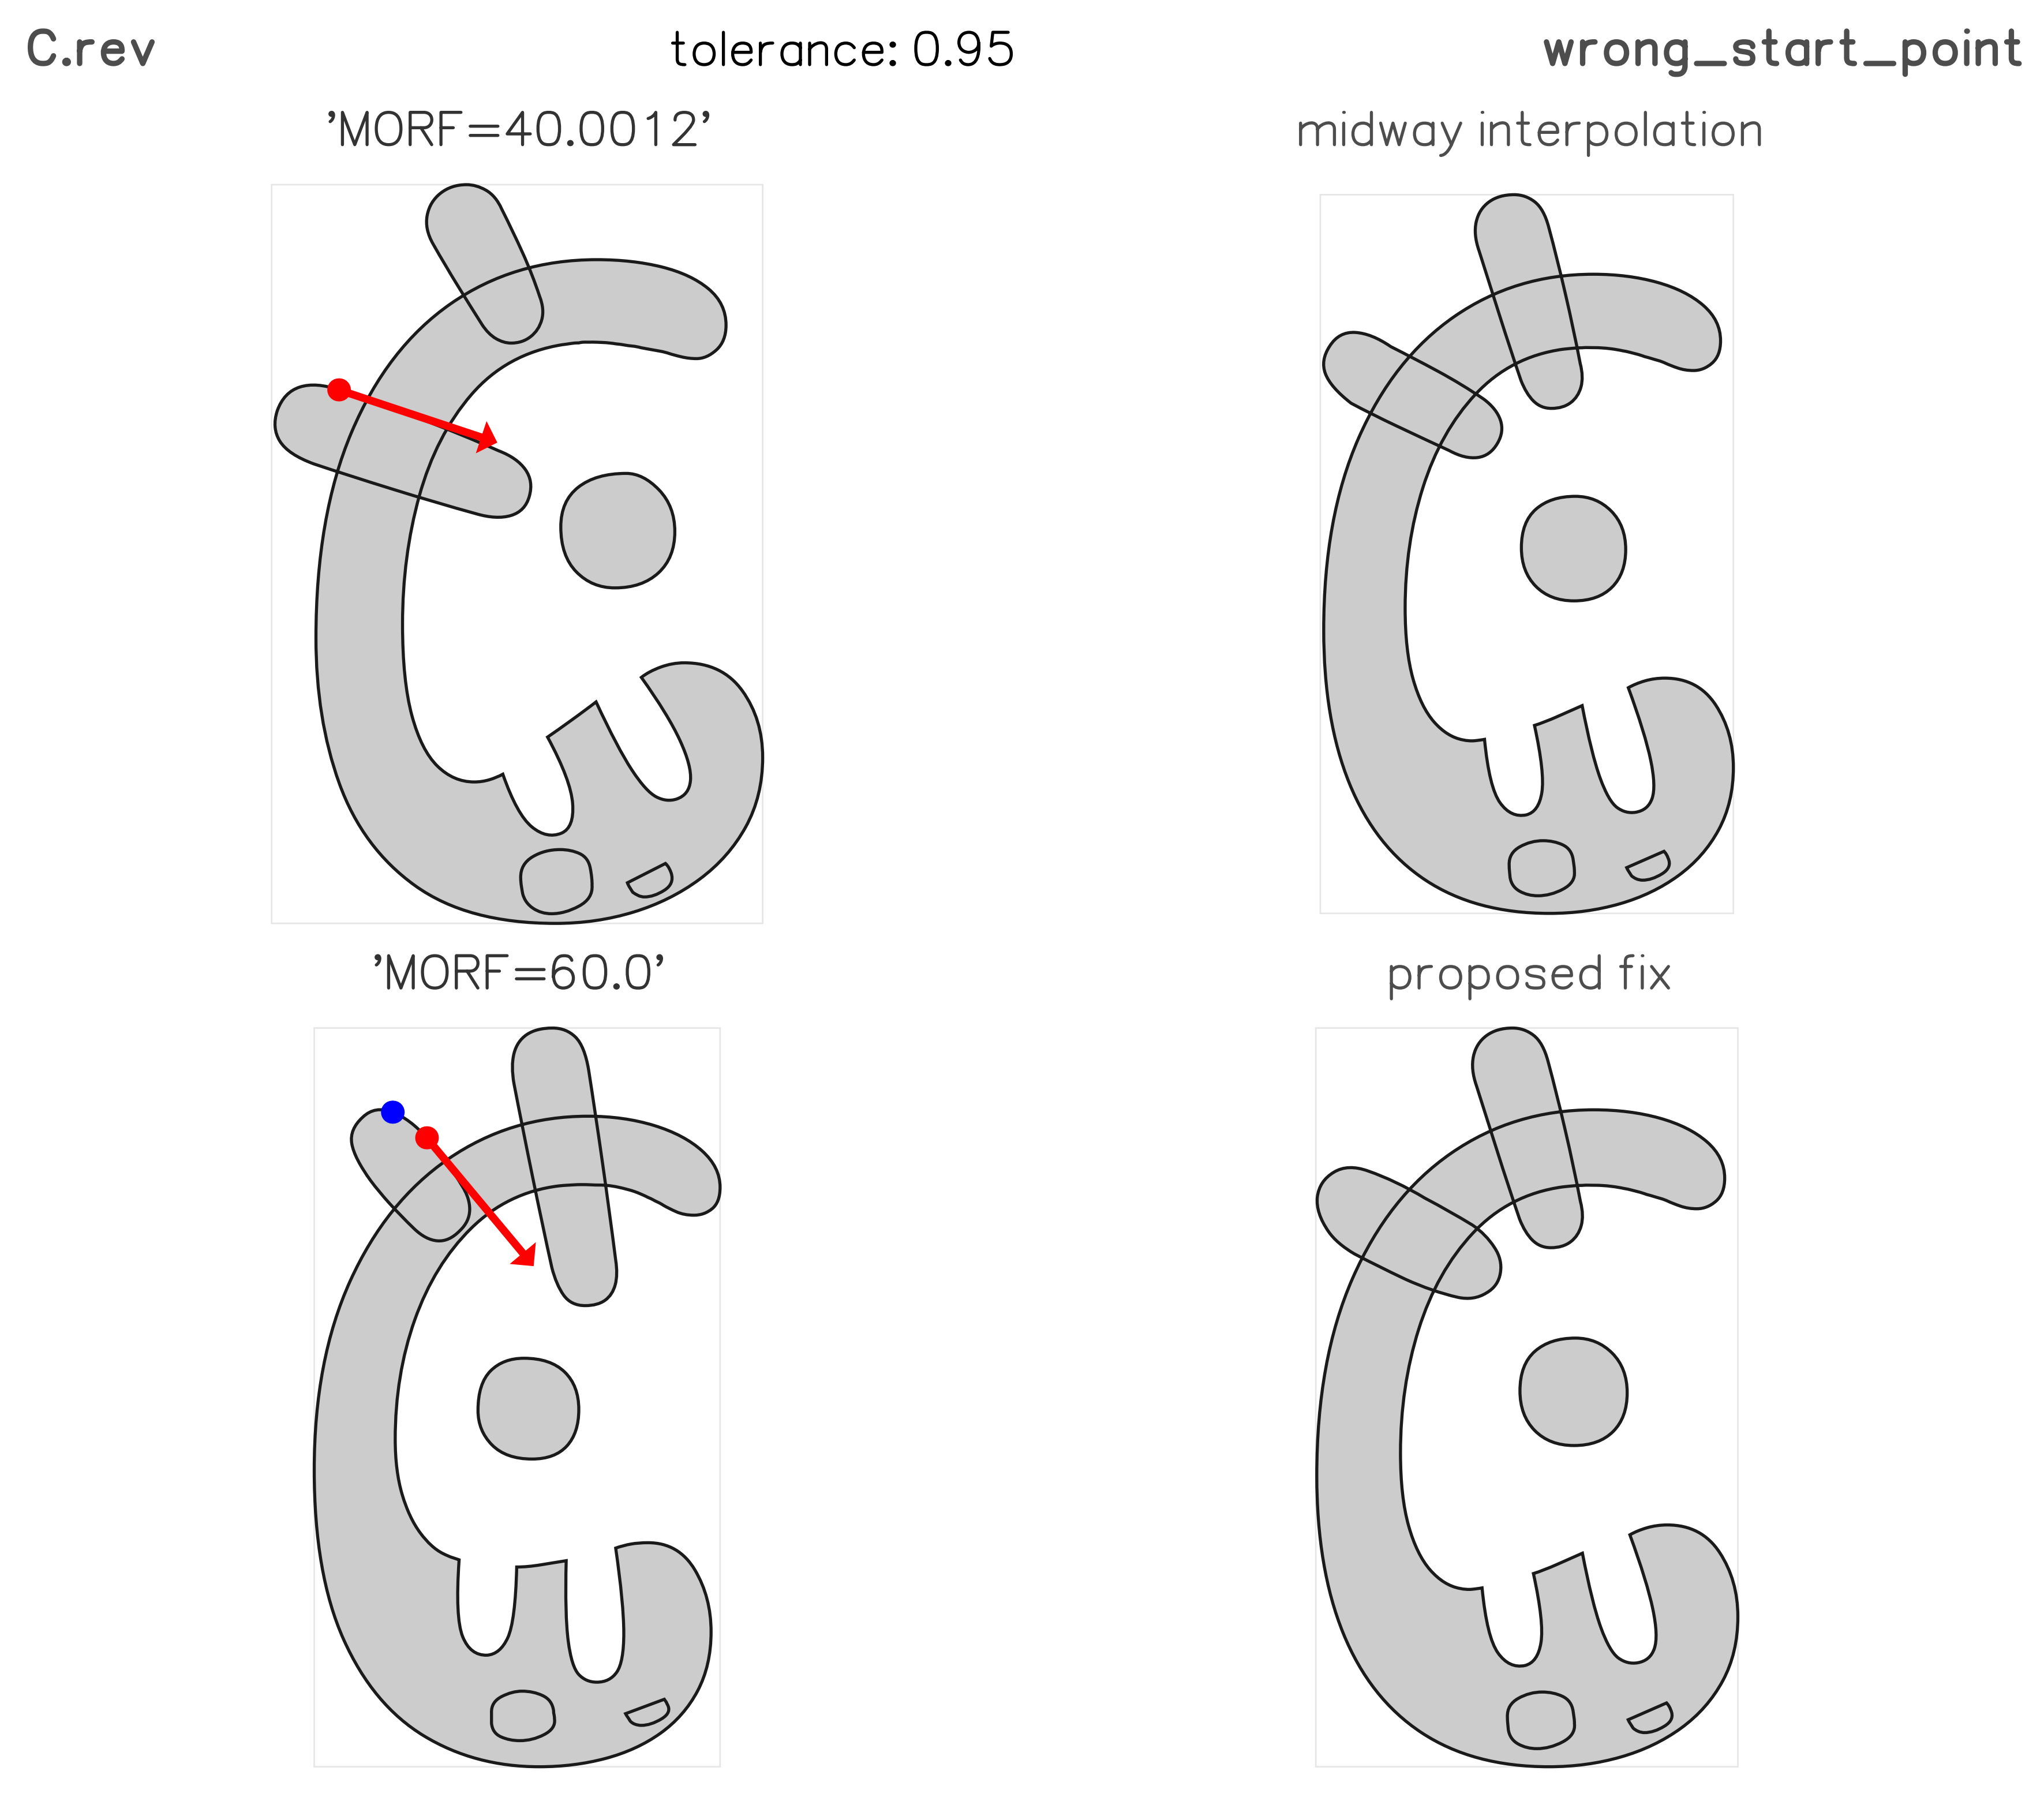 C.rev tolerance: 0.95 wrong_start_point
'MORF=40.0012' midway interpolation
'MORF=60.0' proposed fix